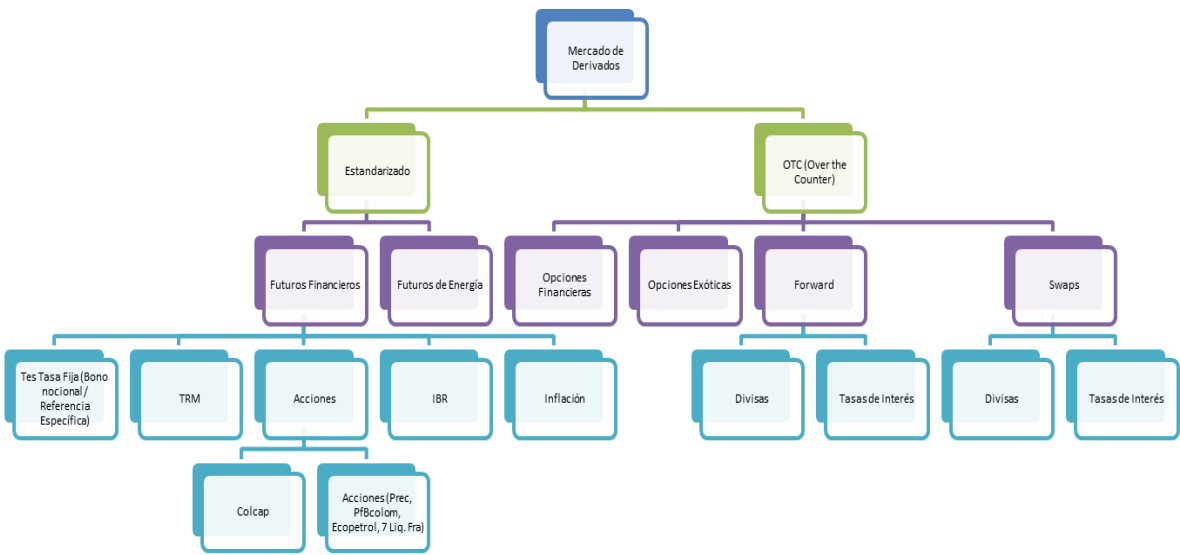 Mercado de
Derivados
Estandarizado
OTC (Over the
Counter)
Futuros Financieros
Futuros de Energía
Opciones
Financieras
Opciones Exóticas
Forward
Swaps
Tes Tasa Fija (Bono
nocional /
Referencia
Específica)
TRM
Acciones
IBR
Inflación
Divisas
Tasas de Interés
Divisas
Tasas de Interés
Colcap
Acciones (Prec,
PfBcolom,
Ecopetrol, 7 Liq. Fra)